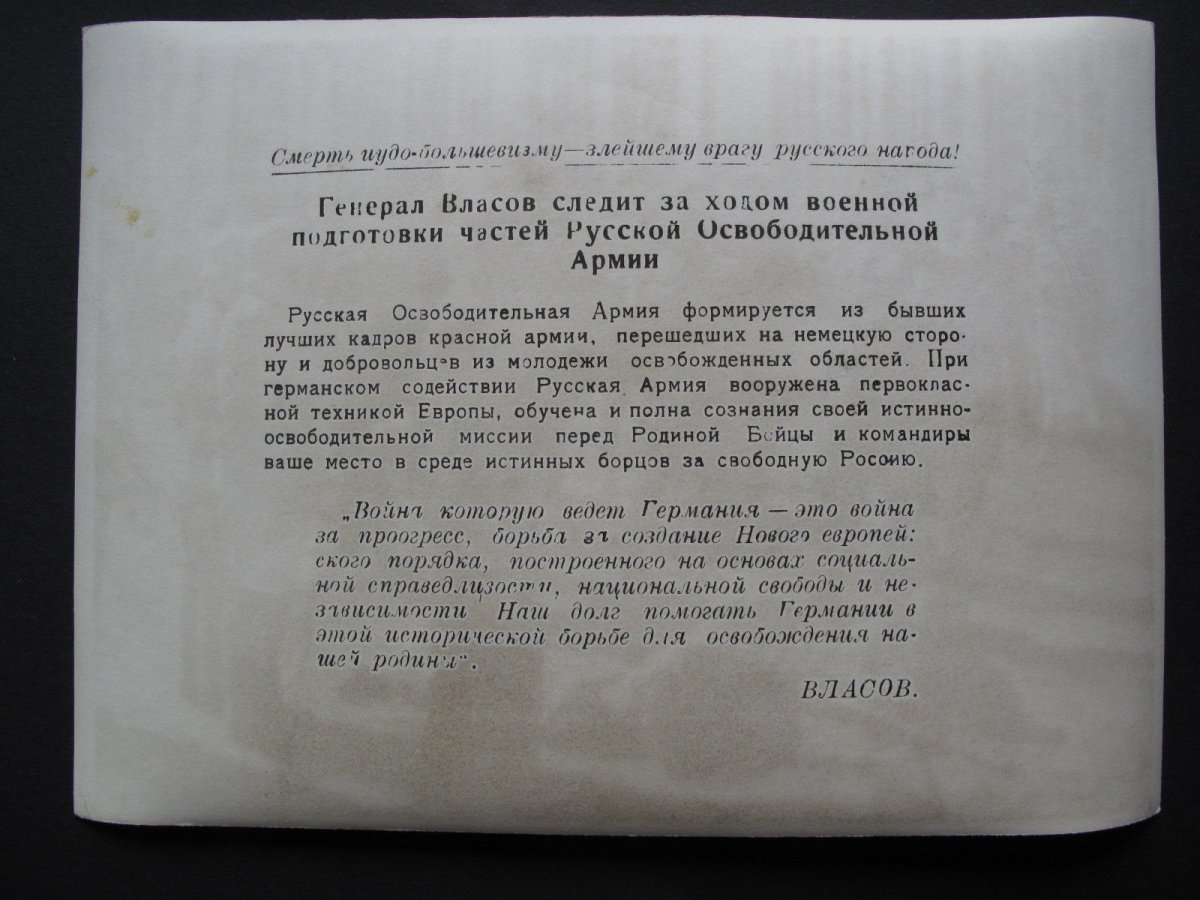 Смерть иудо-большевизму—злейшему врагу русского народа!
Генерал Власов следит за ходом военной
подготовки частей Русской Освободительной
Армии
Русская Освободительная Армия формируется из бывших
лучших кадров красной армии, перешедших на немецкую сторо-
ну и добровольцев из молодежи освобожденных областей. При
германском содействии Русская Армия вооружена первоклас-
ной техникой Европы, обучена и полна сознания своей истинно-
освободительной миссии перед Родиной Бойцы и командиры
ваше место в среде истинных борцов за свободную Россию.
„Война которую ведет Германия — это война
за проогресс, борьба за создание Нового европей:
ского порядка, построенного на основах социаль-
ной справедливости, национальной свободы и не-
зависимости Наш долг помогать Германии в
этой исторической борьбе для освобождения на-
шей родины“.
ВЛАСОВ.